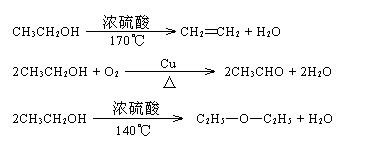 CH₃CH₂OH 浓硫酸 170℃ → CH₂═CH₂ + H₂O
2CH₃CH₂OH + O₂ Cu △ → 2CH₃CHO + 2H₂O
2CH₃CH₂OH 浓硫酸 140℃ → C₂H₅—O—C₂H₅ + H₂O